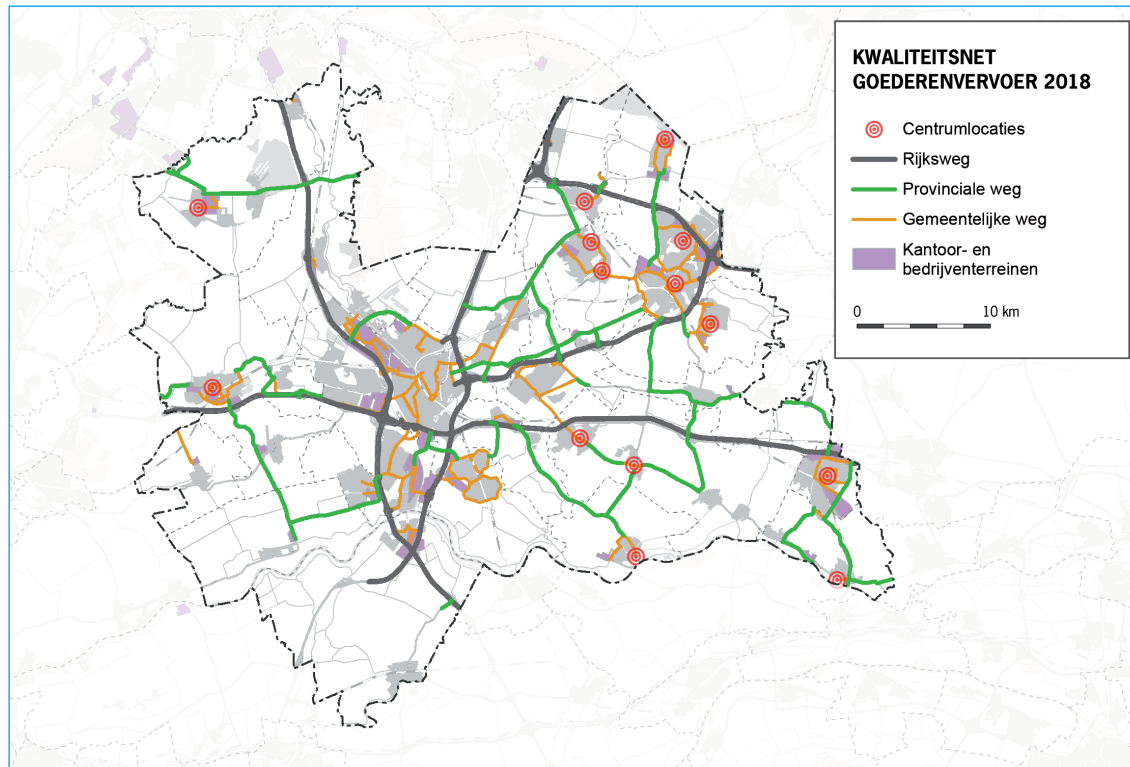 KWALITEITSNET
GOEDERENVERVOER 2018
Centrumlocaties
Rijksweg
Provinciale weg
Gemeentelijke weg
Kantoor- en
bedrijventerreinen
0 10 km